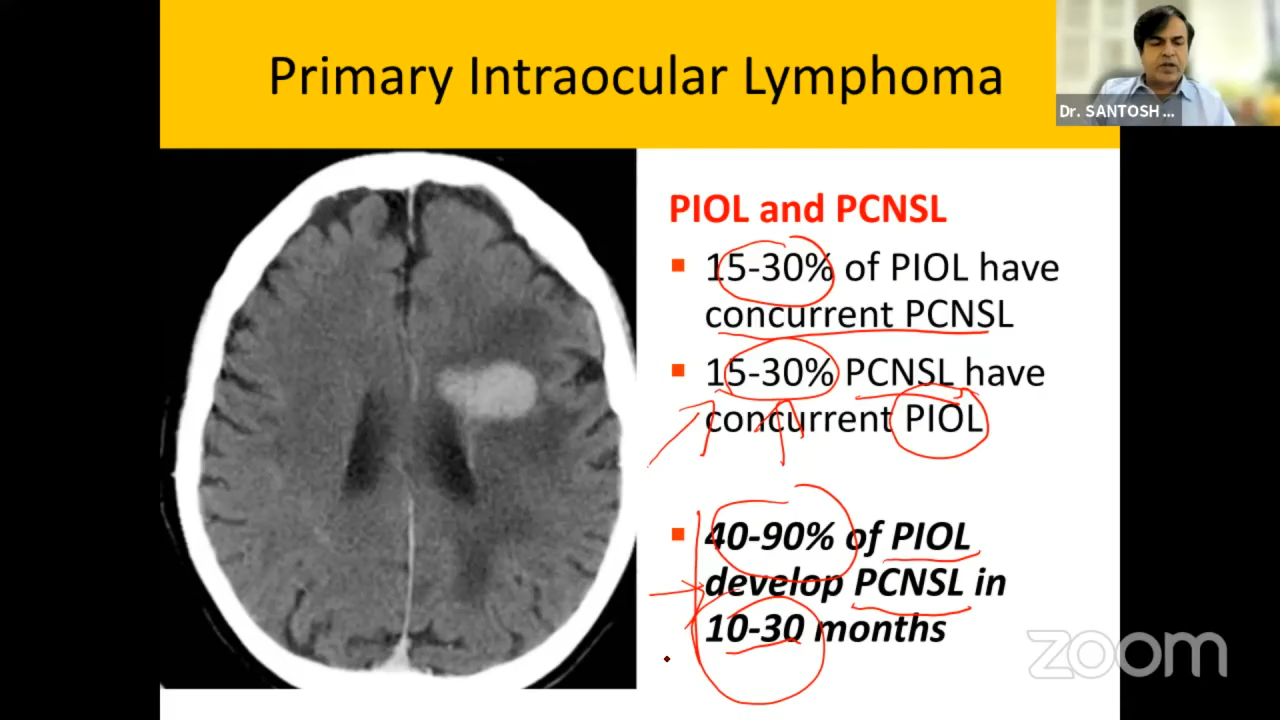 Primary Intraocular Lymphoma
Dr. SANTOSH ...
PIOL and PCNSL
15-30% of PIOL have
concurrent PCNSL
15-30% PCNSL have
concurrent PIOL
40-90% of PIOL
develop PCNSL in
10-30 months
zoom